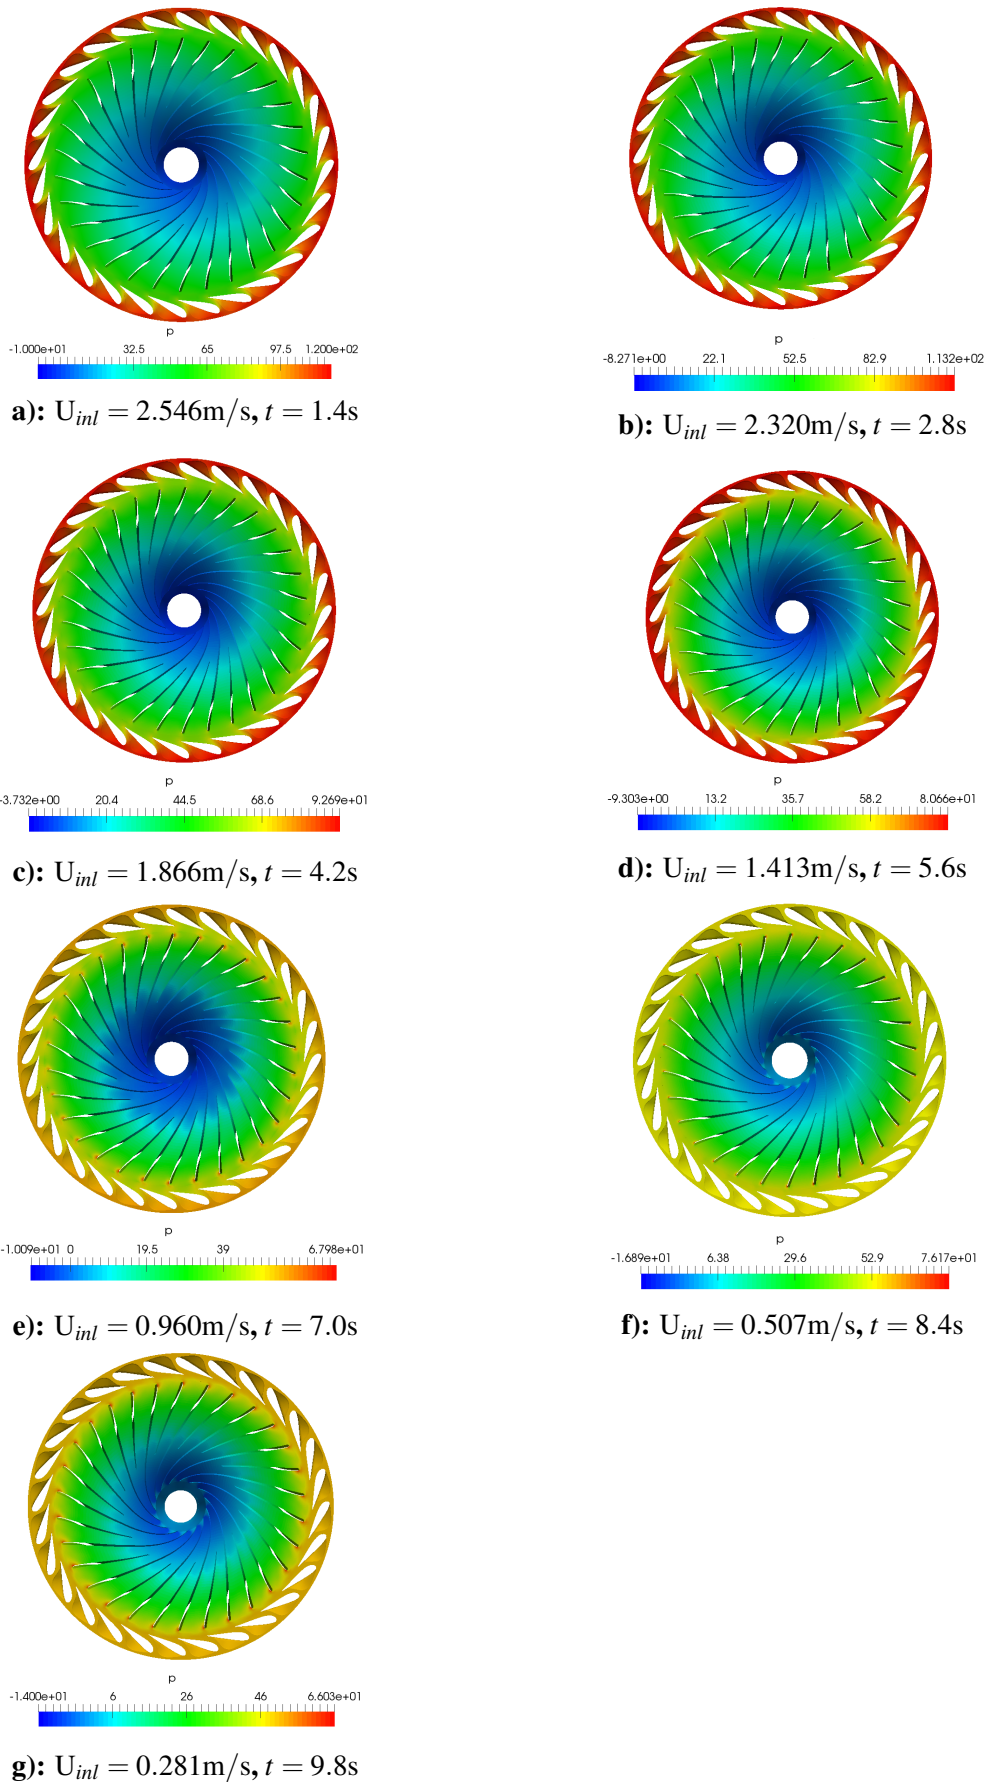 p
-1.000e+01 32.5 65 97.5 1.200e+02
a): U_inl = 2.546m/s, t = 1.4s
p
-8.271e+00 22.1 52.5 82.9 1.132e+02
b): U_inl = 2.320m/s, t = 2.8s
p
-3.732e+00 20.4 44.5 68.6 9.269e+01
c): U_inl = 1.866m/s, t = 4.2s
p
-9.303e+00 13.2 35.7 58.2 8.066e+01
d): U_inl = 1.413m/s, t = 5.6s
p
-1.009e+01 0 19.5 39 6.798e+01
e): U_inl = 0.960m/s, t = 7.0s
p
-1.689e+01 6.38 29.6 52.9 7.617e+01
f): U_inl = 0.507m/s, t = 8.4s
p
-1.400e+01 6 26 46 6.603e+01
g): U_inl = 0.281m/s, t = 9.8s